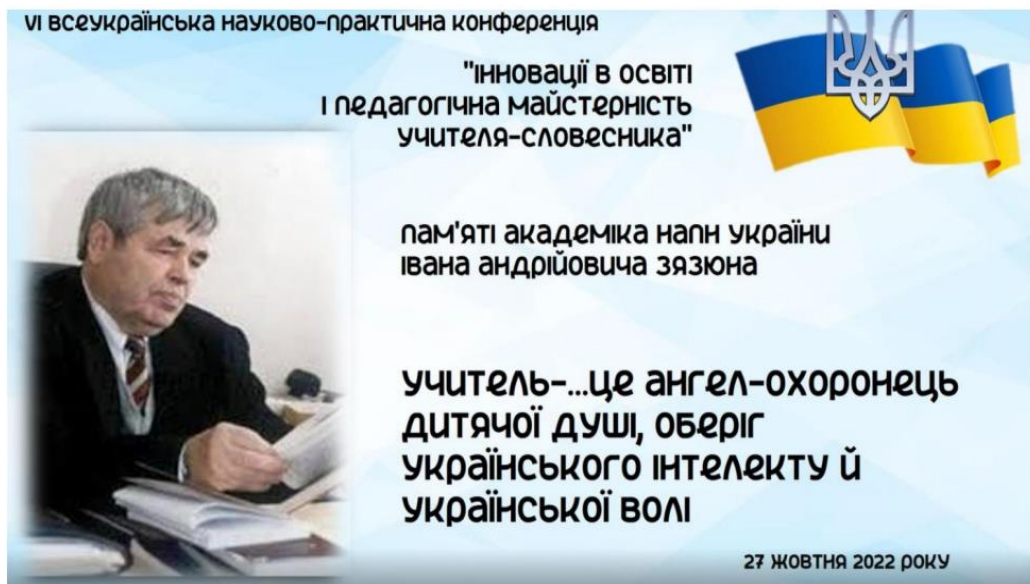 VI ВСЕУКРАЇНСЬКА НАУКОВО-ПРАКТИЧНА КОНФЕРЕНЦІЯ
"ІННОВАЦІЇ В ОСВІТІ
І ПЕДАГОГІЧНА МАЙСТЕРНІСТЬ
УЧИТЕЛЯ-СЛОВЕСНИКА"
ПАМ'ЯТІ АКАДЕМІКА НАПН УКРАЇНИ
ІВАНА АНДРІЙОВИЧА ЗЯЗЮНА
УЧИТЕЛЬ-...ЦЕ АНГЕЛ-ОХОРОНЕЦЬ
ДИТЯЧОЇ ДУШІ, ОБЕРІГ
УКРАЇНСЬКОГО ІНТЕЛЕКТУ Й
УКРАЇНСЬКОЇ ВОЛІ
27 ЖОВТНЯ 2022 РОКУ